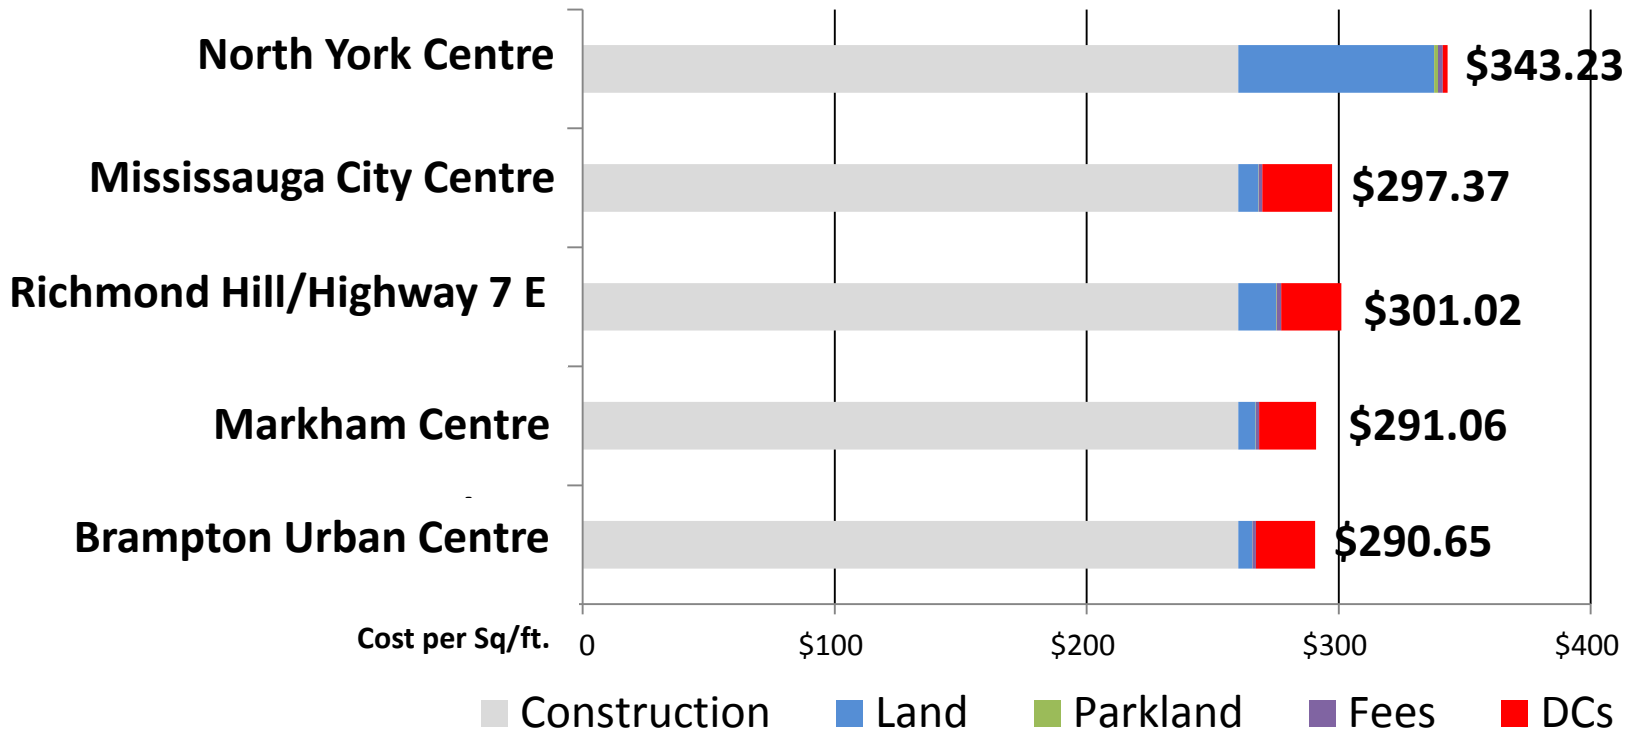 North York Centre
$343.23
Mississauga City Centre
$297.37
Richmond Hill/Highway 7 E
$301.02
Markham Centre
$291.06
Brampton Urban Centre
$290.65
Cost per Sq/ft. 0 $100 $200 $300 $400
Construction Land Parkland Fees DCs